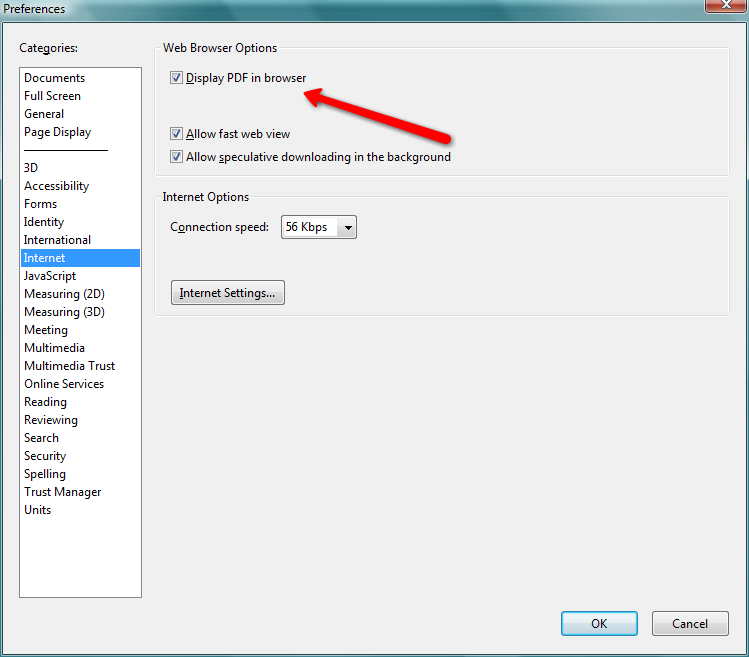 Preferences
Categories:
Documents
Full Screen
General
Page Display
3D
Accessibility
Forms
Identity
International
Internet
JavaScript
Measuring (2D)
Measuring (3D)
Meeting
Multimedia
Multimedia Trust
Online Services
Reading
Reviewing
Search
Security
Spelling
Trust Manager
Units
Web Browser Options
Display PDF in browser
Allow fast web view
Allow speculative downloading in the background
Internet Options
Connection speed: 56 Kbps
Internet Settings...
OK Cancel